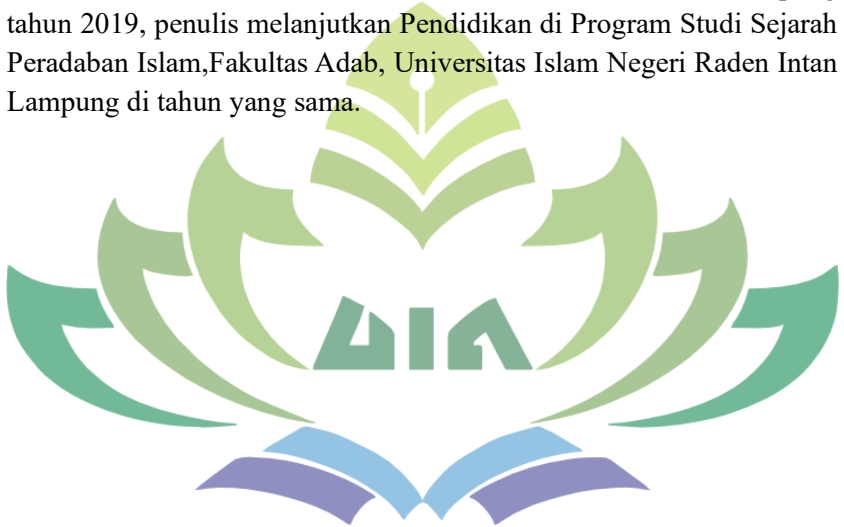 tahun 2019, penulis melanjutkan Pendidikan di Program Studi Sejarah
Peradaban Islam,Fakultas Adab, Universitas Islam Negeri Raden Intan
Lampung di tahun yang sama.
UIN